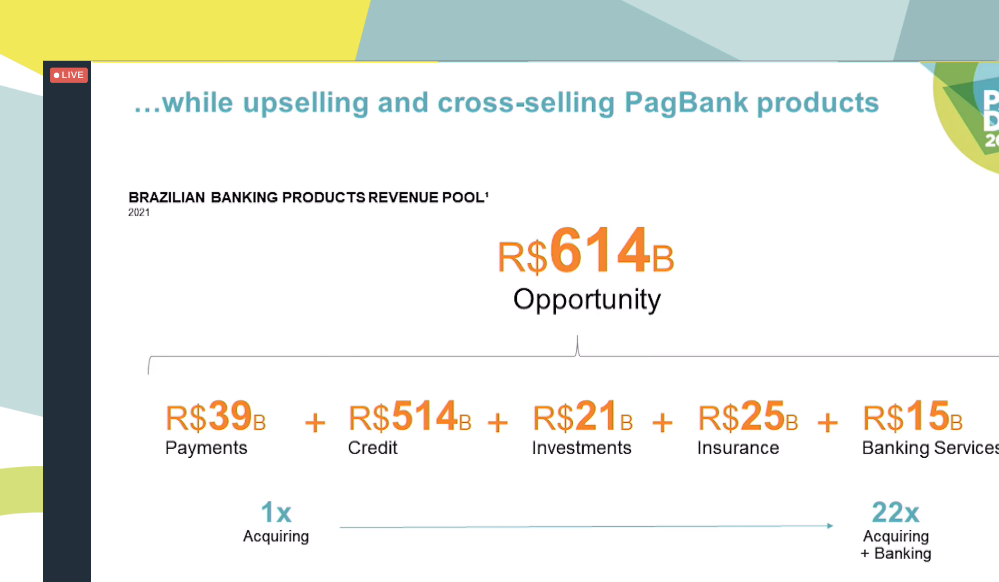 LIVE
...while upselling and cross-selling PagBank products
BRAZILIAN BANKING PRODUCTS REVENUE POOL¹
2021
R$614B
Opportunity
R$39B + R$514B + R$21B + R$25B + R$15B
Payments Credit Investments Insurance Banking Services
1x 22x
Acquiring Acquiring
+ Banking